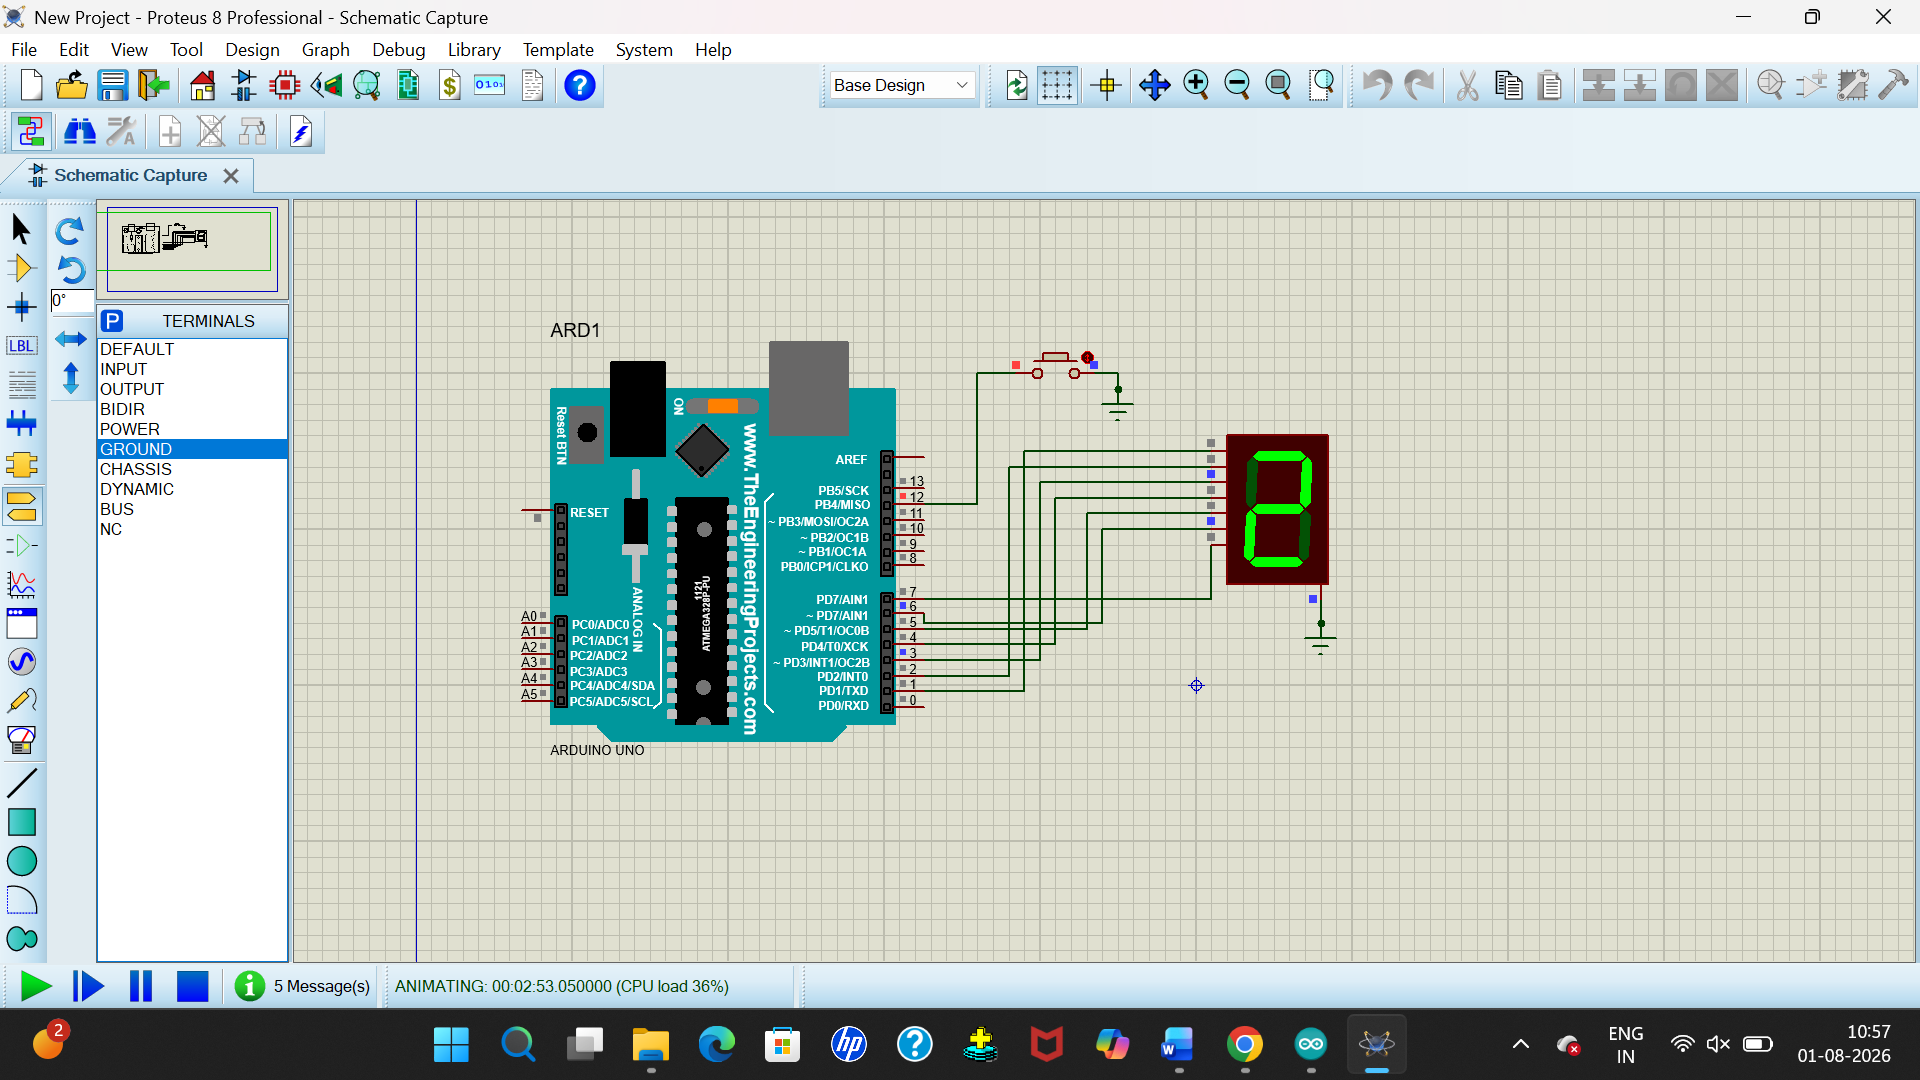 New Project - Proteus 8 Professional - Schematic Capture
File Edit View Tool Design Graph Debug Library Template System Help
Base Design
Schematic Capture
0°
LBL
P TERMINALS
DEFAULT
INPUT
OUTPUT
BIDIR
POWER
GROUND
CHASSIS
DYNAMIC
BUS
NC
ARD1
Reset BTN
ON
www.TheEngineeringProjects.com
ANALOG IN
1121
ATMEGA328P-PU
RESET
A0 PC0/ADC0
A1 PC1/ADC1
A2 PC2/ADC2
A3 PC3/ADC3
A4 PC4/ADC4/SDA
A5 PC5/ADC5/SCL
AREF
PB5/SCK 13
PB4/MISO 12
~ PB3/MOSI/OC2A 11
~ PB2/OC1B 10
~ PB1/OC1A 9
PB0/ICP1/CLKO 8
PD7/AIN1 7
~ PD7/AIN1 6
~ PD5/T1/OC0B 5
PD4/T0/XCK 4
~ PD3/INT1/OC2B 3
PD2/INT0 2
PD1/TXD 1
PD0/RXD 0
ARDUINO UNO
5 Message(s)
ANIMATING: 00:02:53.050000 (CPU load 36%)
2
ENG
IN
10:57
01-08-2026